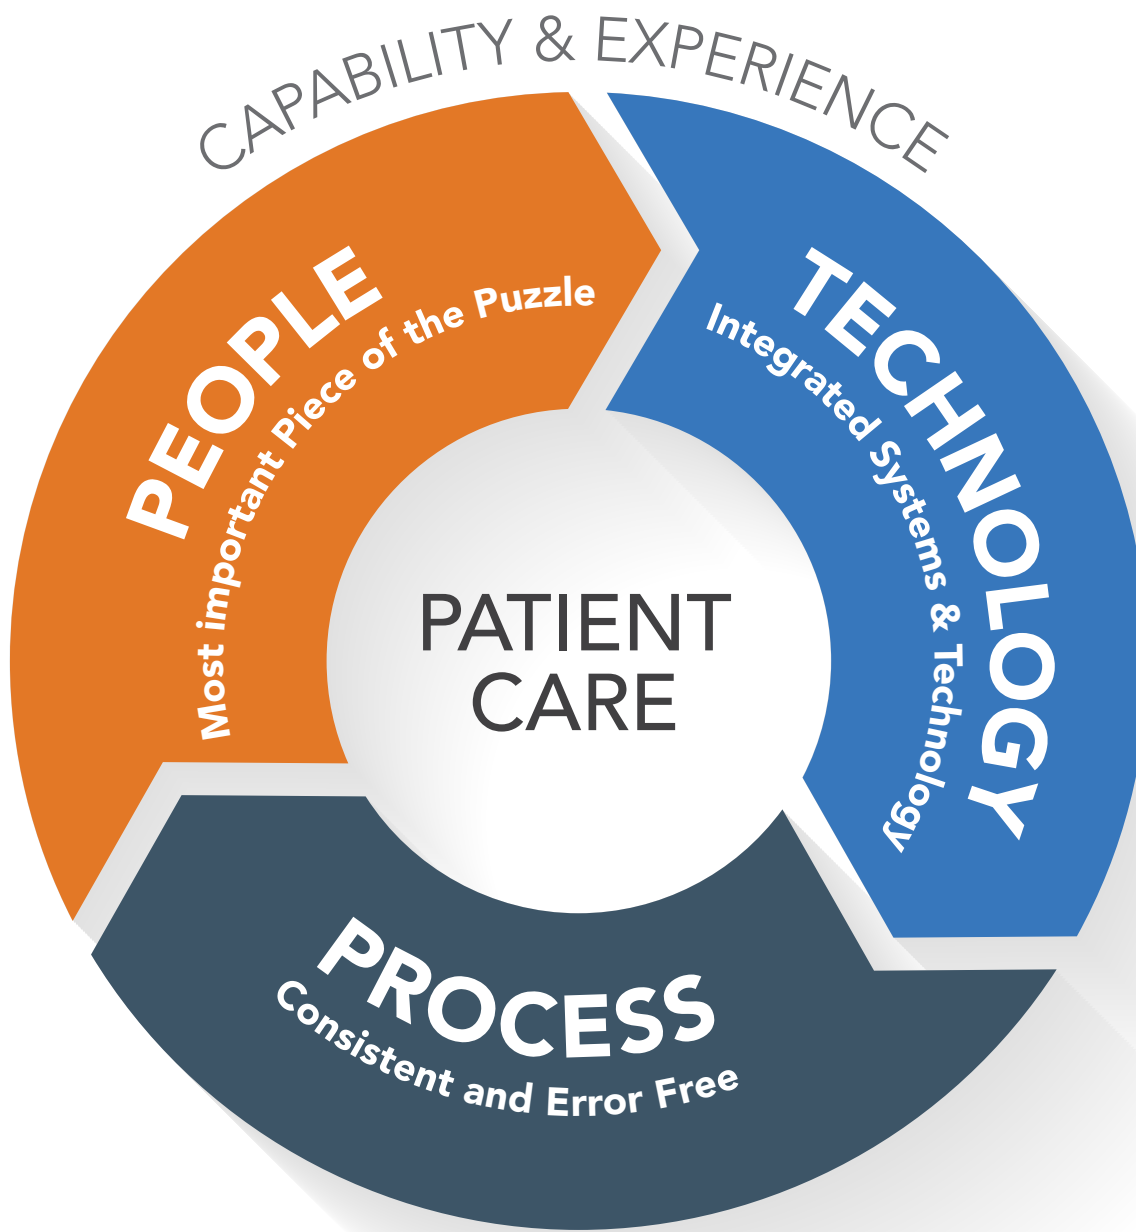 CAPABILITY & EXPERIENCE
PEOPLE
Most important Piece of the Puzzle
TECHNOLOGY
Integrated Systems & Technology
PATIENT
CARE
PROCESS
Consistent and Error Free